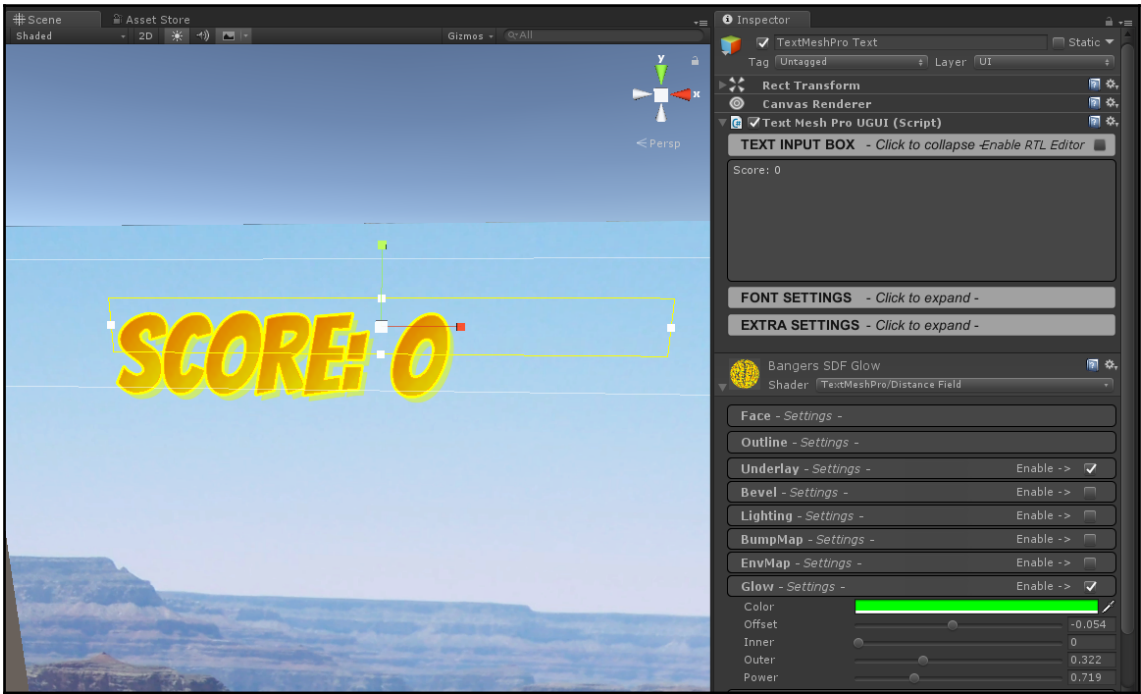 Scene Asset Store
Shaded 2D Gizmos All
y
x
Persp
SCORE: 0
Inspector
TextMeshPro Text Static
Tag Untagged Layer UI
Rect Transform
Canvas Renderer
Text Mesh Pro UGUI (Script)
TEXT INPUT BOX - Click to collapse -Enable RTL Editor
Score: 0
FONT SETTINGS - Click to expand -
EXTRA SETTINGS - Click to expand -
Bangers SDF Glow
Shader TextMeshPro/Distance Field
Face - Settings -
Outline - Settings -
Underlay - Settings - Enable ->
Bevel - Settings - Enable ->
Lighting - Settings - Enable ->
BumpMap - Settings - Enable ->
EnvMap - Settings - Enable ->
Glow - Settings - Enable ->
Color
Offset -0.054
Inner 0
Outer 0.322
Power 0.719